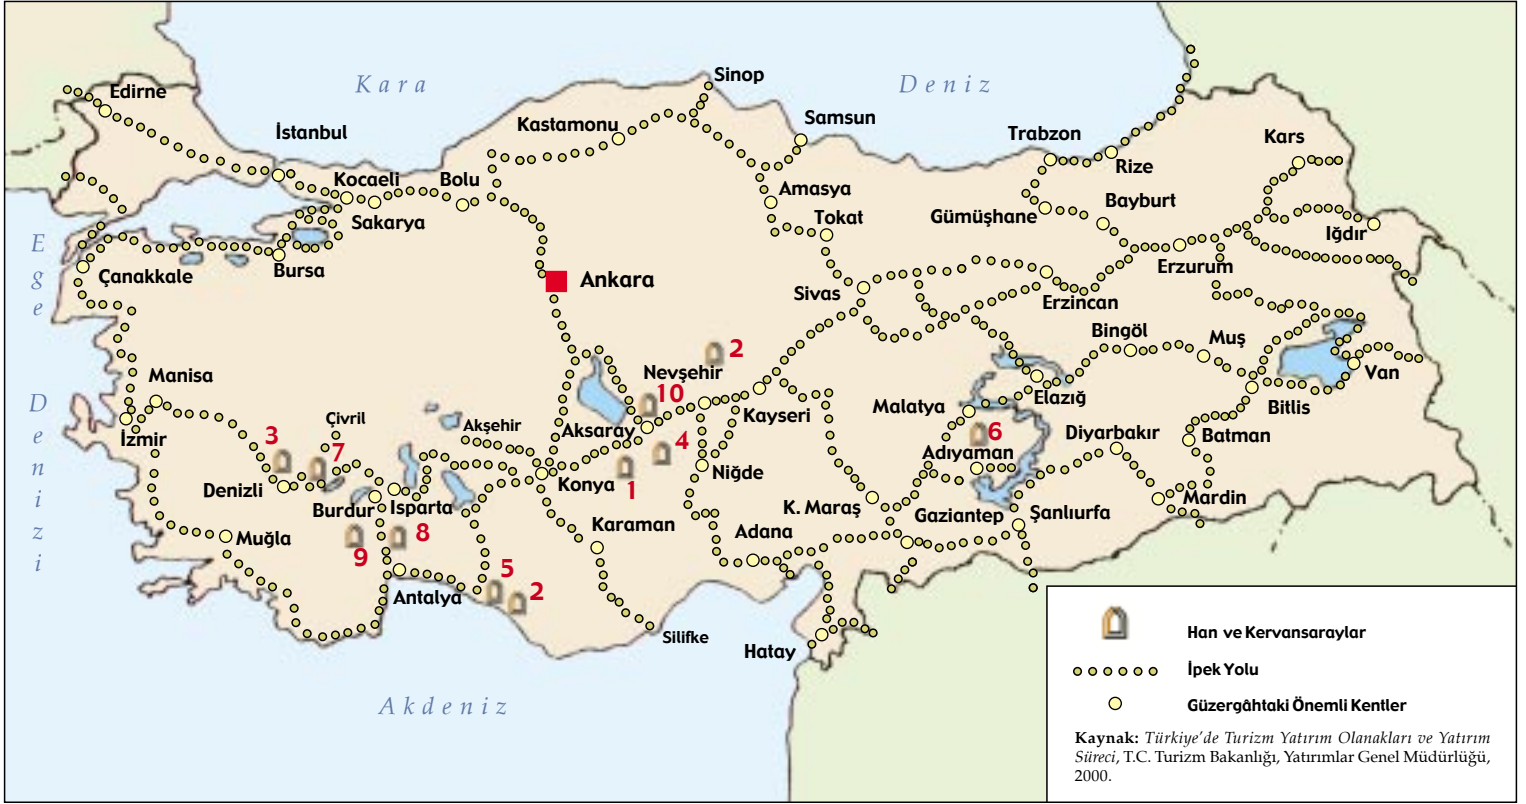 Kara
Deniz
Ege
Denizi
Akdeniz
Edirne
İstanbul
Kocaeli
Sakarya
Bolu
Kastamonu
Sinop
Samsun
Amasya
Tokat
Trabzon
Rize
Gümüşhane
Bayburt
Kars
Iğdır
Erzurum
Erzincan
Sivas
Çanakkale
Bursa
Ankara
Bingöl
Muş
Van
Bitlis
Elazığ
Malatya
Batman
Diyarbakır
Mardin
Adıyaman
Şanlıurfa
Gaziantep
K. Maraş
Kayseri
Nevşehir
Aksaray
Niğde
Akşehir
Konya
Karaman
Adana
Hatay
Silifke
Manisa
İzmir
Çivril
Denizli
Burdur
Isparta
Muğla
Antalya
2
10
4
1
3
7
6
8
9
5
2
Han ve Kervansaraylar
İpek Yolu
Güzergâhtaki Önemli Kentler
Kaynak: Türkiye'de Turizm Yatırım Olanakları ve Yatırım
Süreci, T.C. Turizm Bakanlığı, Yatırımlar Genel Müdürlüğü,
2000.